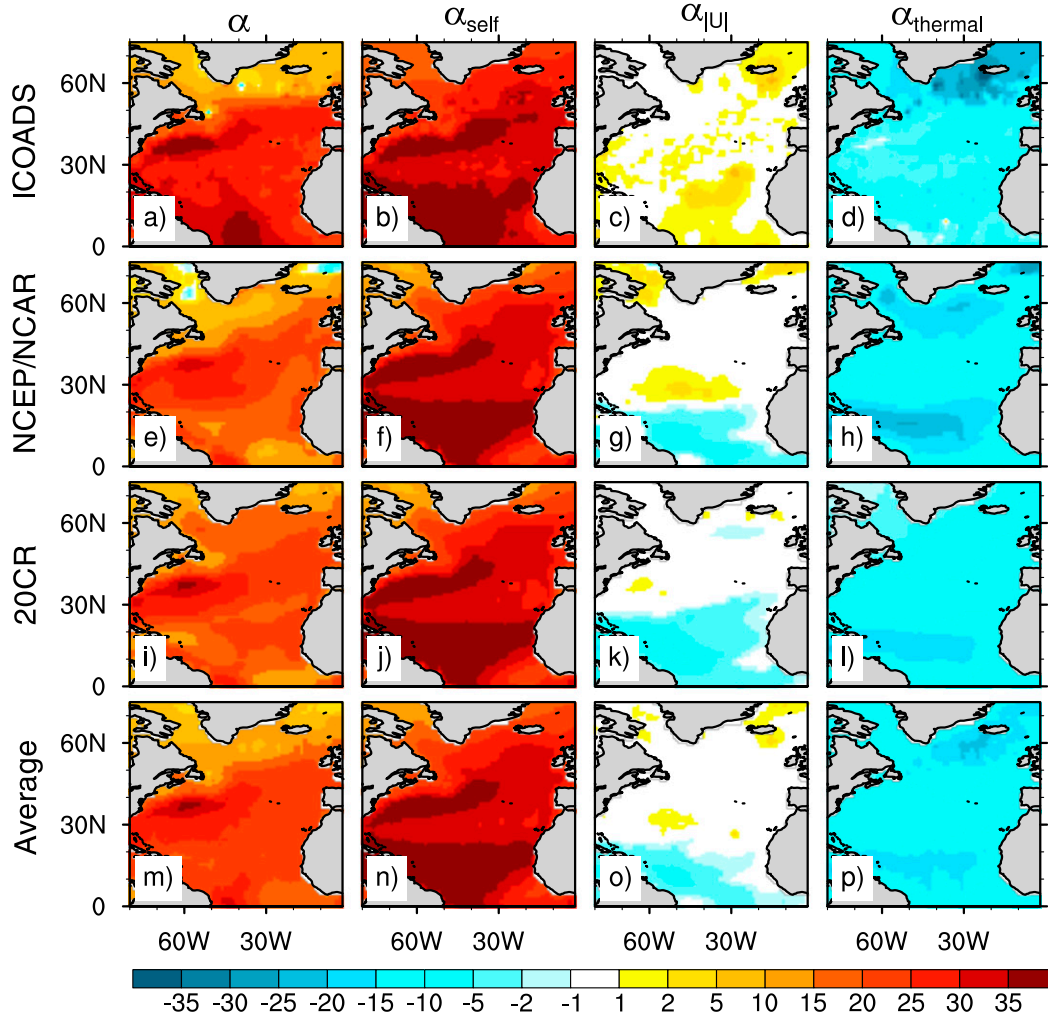 α α_self α_|U| α_thermal
ICOADS
60N
30N
0
a) b) c) d)
NCEP/NCAR
60N
30N
0
e) f) g) h)
20CR
60N
30N
0
i) j) k) l)
Average
60N
30N
0
m) n) o) p)
60W 30W 60W 30W 60W 30W 60W 30W
-35 -30 -25 -20 -15 -10 -5 -2 -1 1 2 5 10 15 20 25 30 35